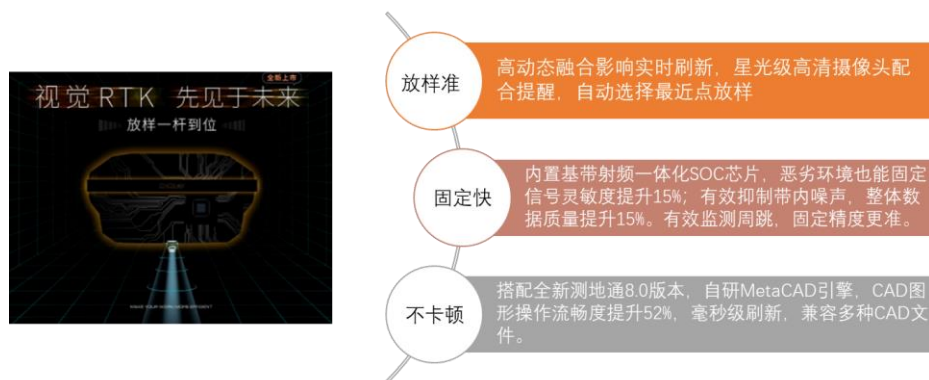 全新上市
视觉RTK 先见于未来
放样一杆到位
MAKE YOUR WORK MORE EFFICIENT
放样准
高动态融合影响实时刷新，星光级高清摄像头配
合提醒，自动选择最近点放样
固定快
内置基带射频一体化SOC芯片，恶劣环境也能固定
信号灵敏度提升15%；有效抑制带内噪声，整体数
据质量提升15%。有效监测周跳，固定精度更准。
不卡顿
搭配全新测地通8.0版本，自研MetaCAD引擎，CAD图
形操作流畅度提升52%，毫秒级刷新，兼容多种CAD文
件。